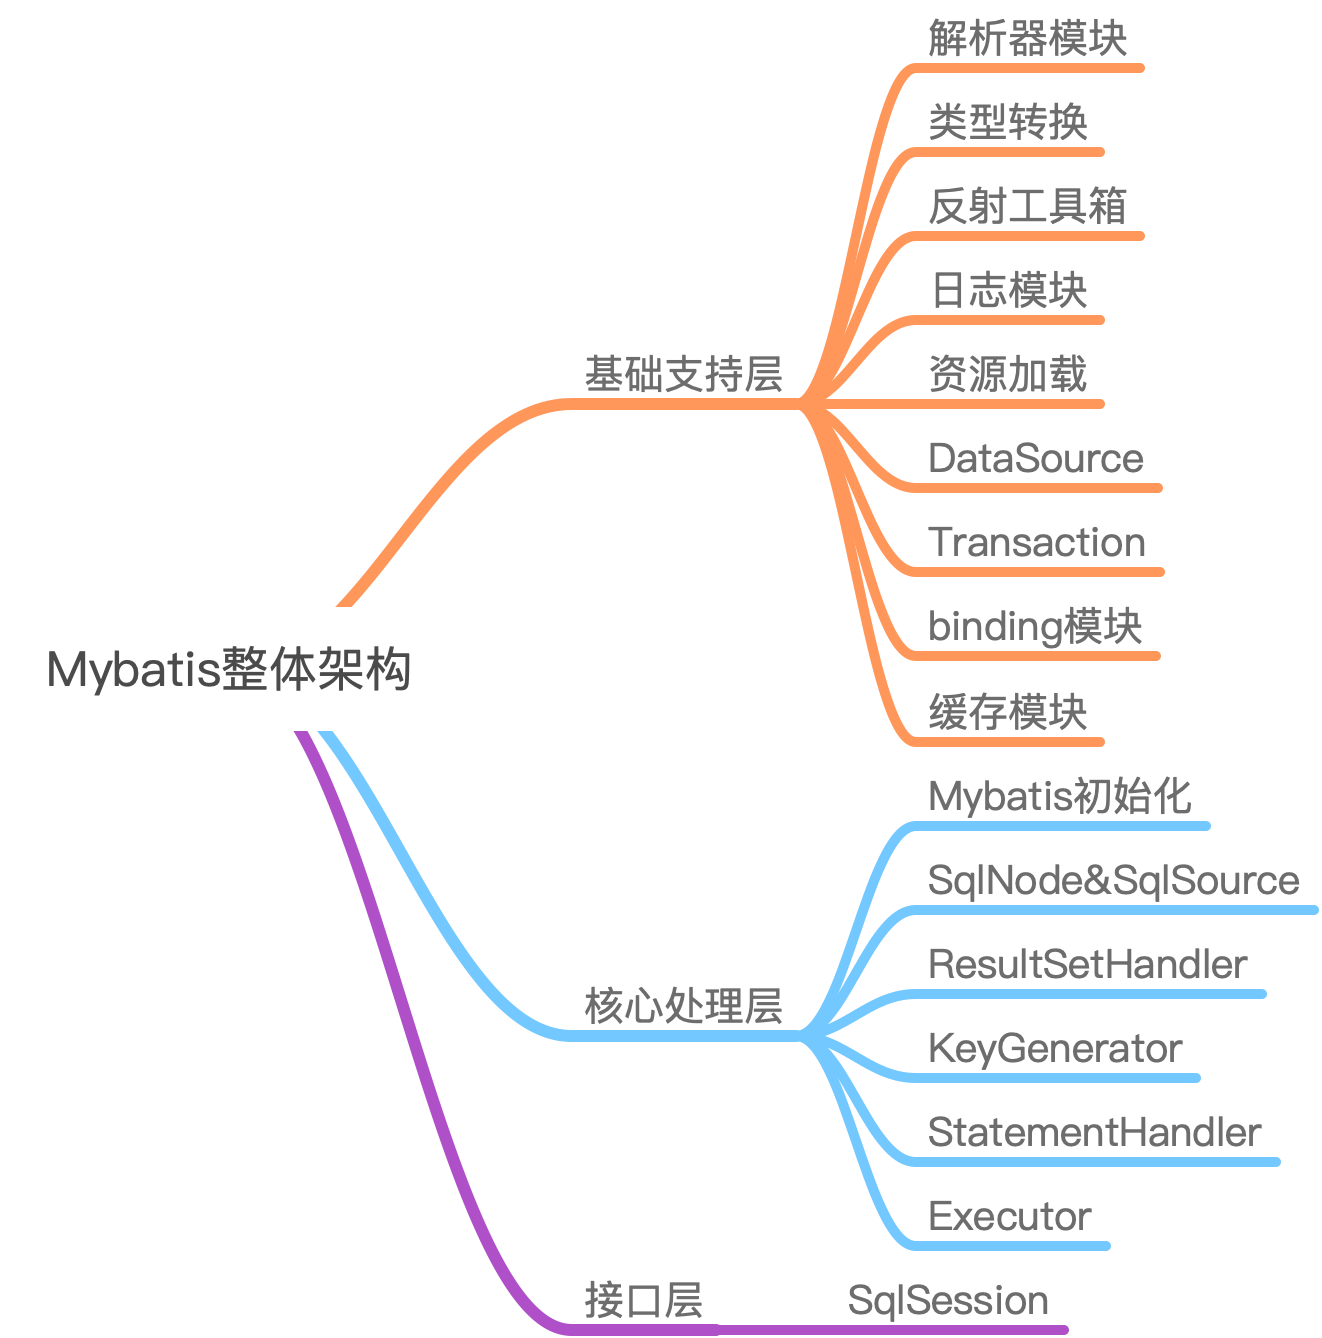 Mybatis整体架构
基础支持层
解析器模块
类型转换
反射工具箱
日志模块
资源加载
DataSource
Transaction
binding模块
缓存模块
核心处理层
Mybatis初始化
SqlNode&SqlSource
ResultSetHandler
KeyGenerator
StatementHandler
Executor
接口层
SqlSession